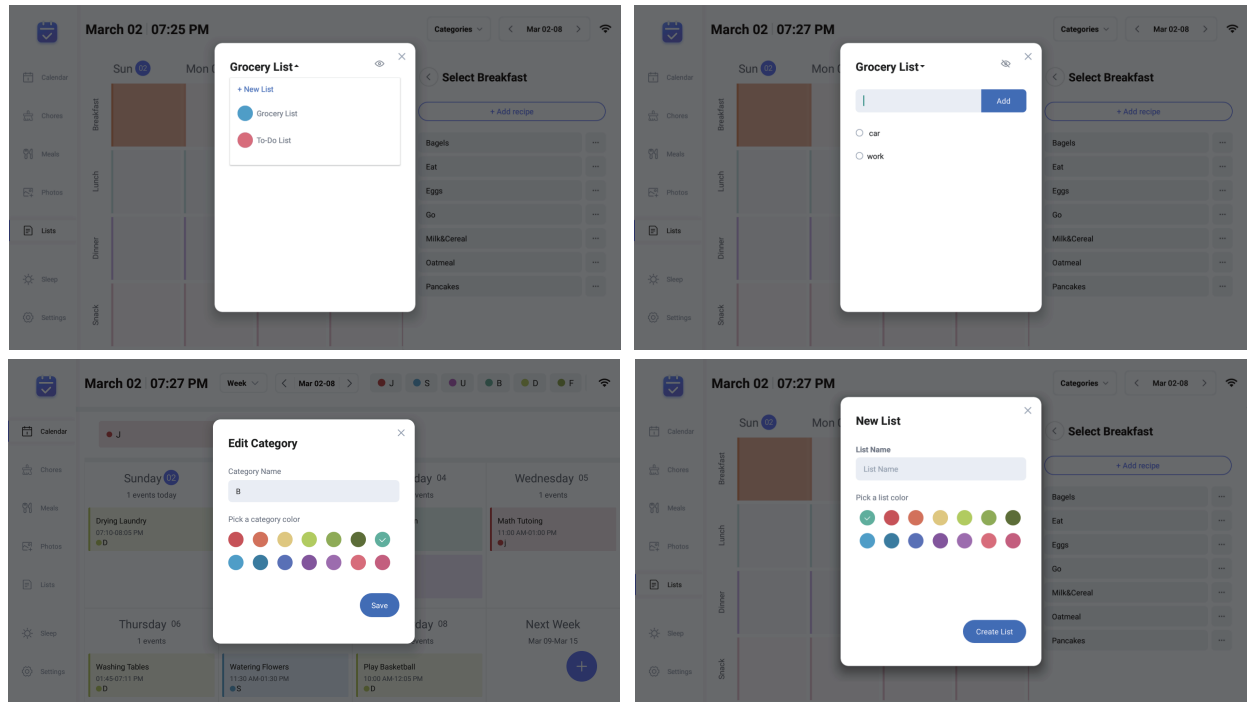 March 02 07:25 PM
Categories
Mar 02-08
Calendar
Chores
Meals
Photos
Lists
Sleep
Settings
Sun 02
Mon
Breakfast
Lunch
Dinner
Snack
Grocery List
+ New List
Grocery List
To-Do List
Select Breakfast
+ Add recipe
Bagels
Eat
Eggs
Go
Milk&Cereal
Oatmeal
Pancakes
March 02 07:27 PM
Categories
Mar 02-08
Calendar
Chores
Meals
Photos
Lists
Sleep
Settings
Sun 02
Mon
Breakfast
Lunch
Dinner
Snack
Grocery List
Add
car
work
Select Breakfast
+ Add recipe
Bagels
Eat
Eggs
Go
Milk&Cereal
Oatmeal
Pancakes
March 02 07:27 PM
Week
Mar 02-08
J
S
U
B
D
F
Calendar
Chores
Meals
Photos
Lists
Sleep
Settings
J
Sunday 02
1 events today
Drying Laundry
07:10-08:05 PM
D
day 04
vents
Wednesday 05
1 events
Math Tutoing
11:00 AM-01:30 PM
j
Edit Category
Category Name
B
Pick a category color
Save
Thursday 06
1 events
Washing Tables
01:45-07:11 PM
D
Watering Flowers
11:30 AM-01:30 PM
S
day 08
events
Play Basketball
10:00 AM-12:05 PM
D
Next Week
Mar 09-Mar 15
+
March 02 07:27 PM
Categories
Mar 02-08
Calendar
Chores
Meals
Photos
Lists
Sleep
Settings
Sun 02
Mon
Breakfast
Lunch
Dinner
Snack
New List
List Name
List Name
Pick a list color
Create List
Select Breakfast
+ Add recipe
Bagels
Eat
Eggs
Go
Milk&Cereal
Oatmeal
Pancakes